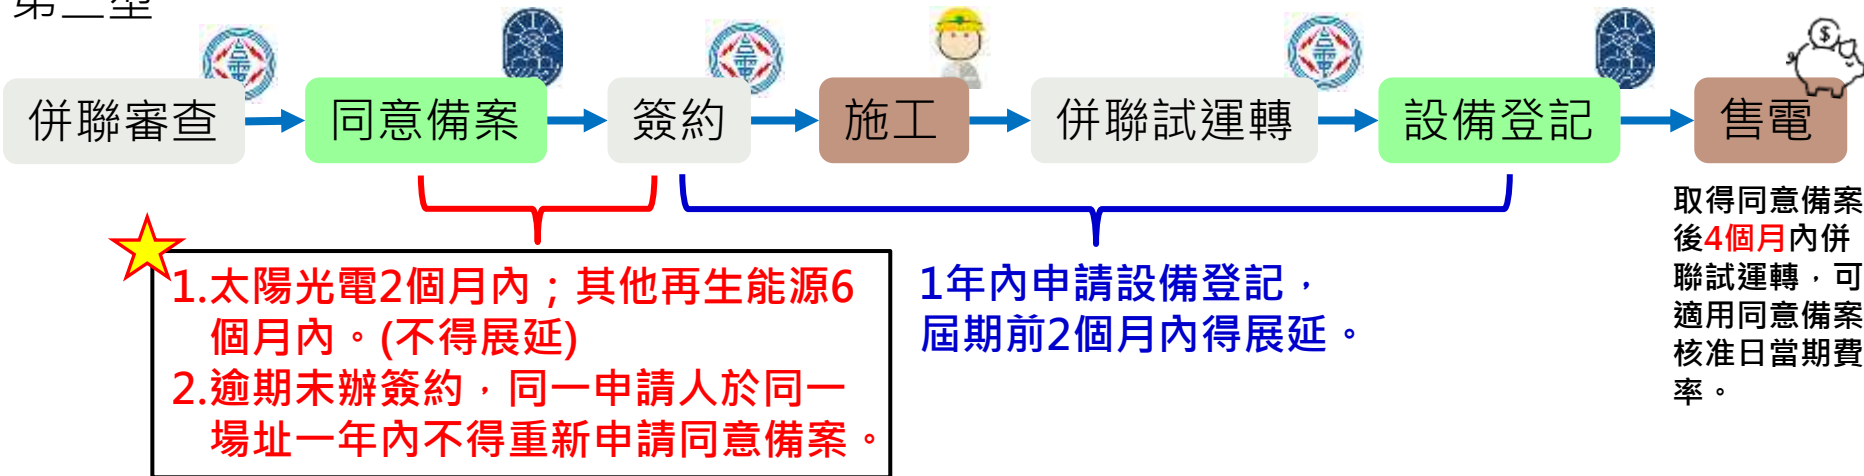 第三型
併聯審查
同意備案
簽約
施工
併聯試運轉
設備登記
售電
1.太陽光電2個月內；其他再生能源6
個月內。(不得展延)
2.逾期未辦簽約，同一申請人於同一
場址一年內不得重新申請同意備案。
1年內申請設備登記，
屆期前2個月內得展延。
取得同意備案
後4個月內併
聯試運轉，可
適用同意備案
核准日當期費
率。